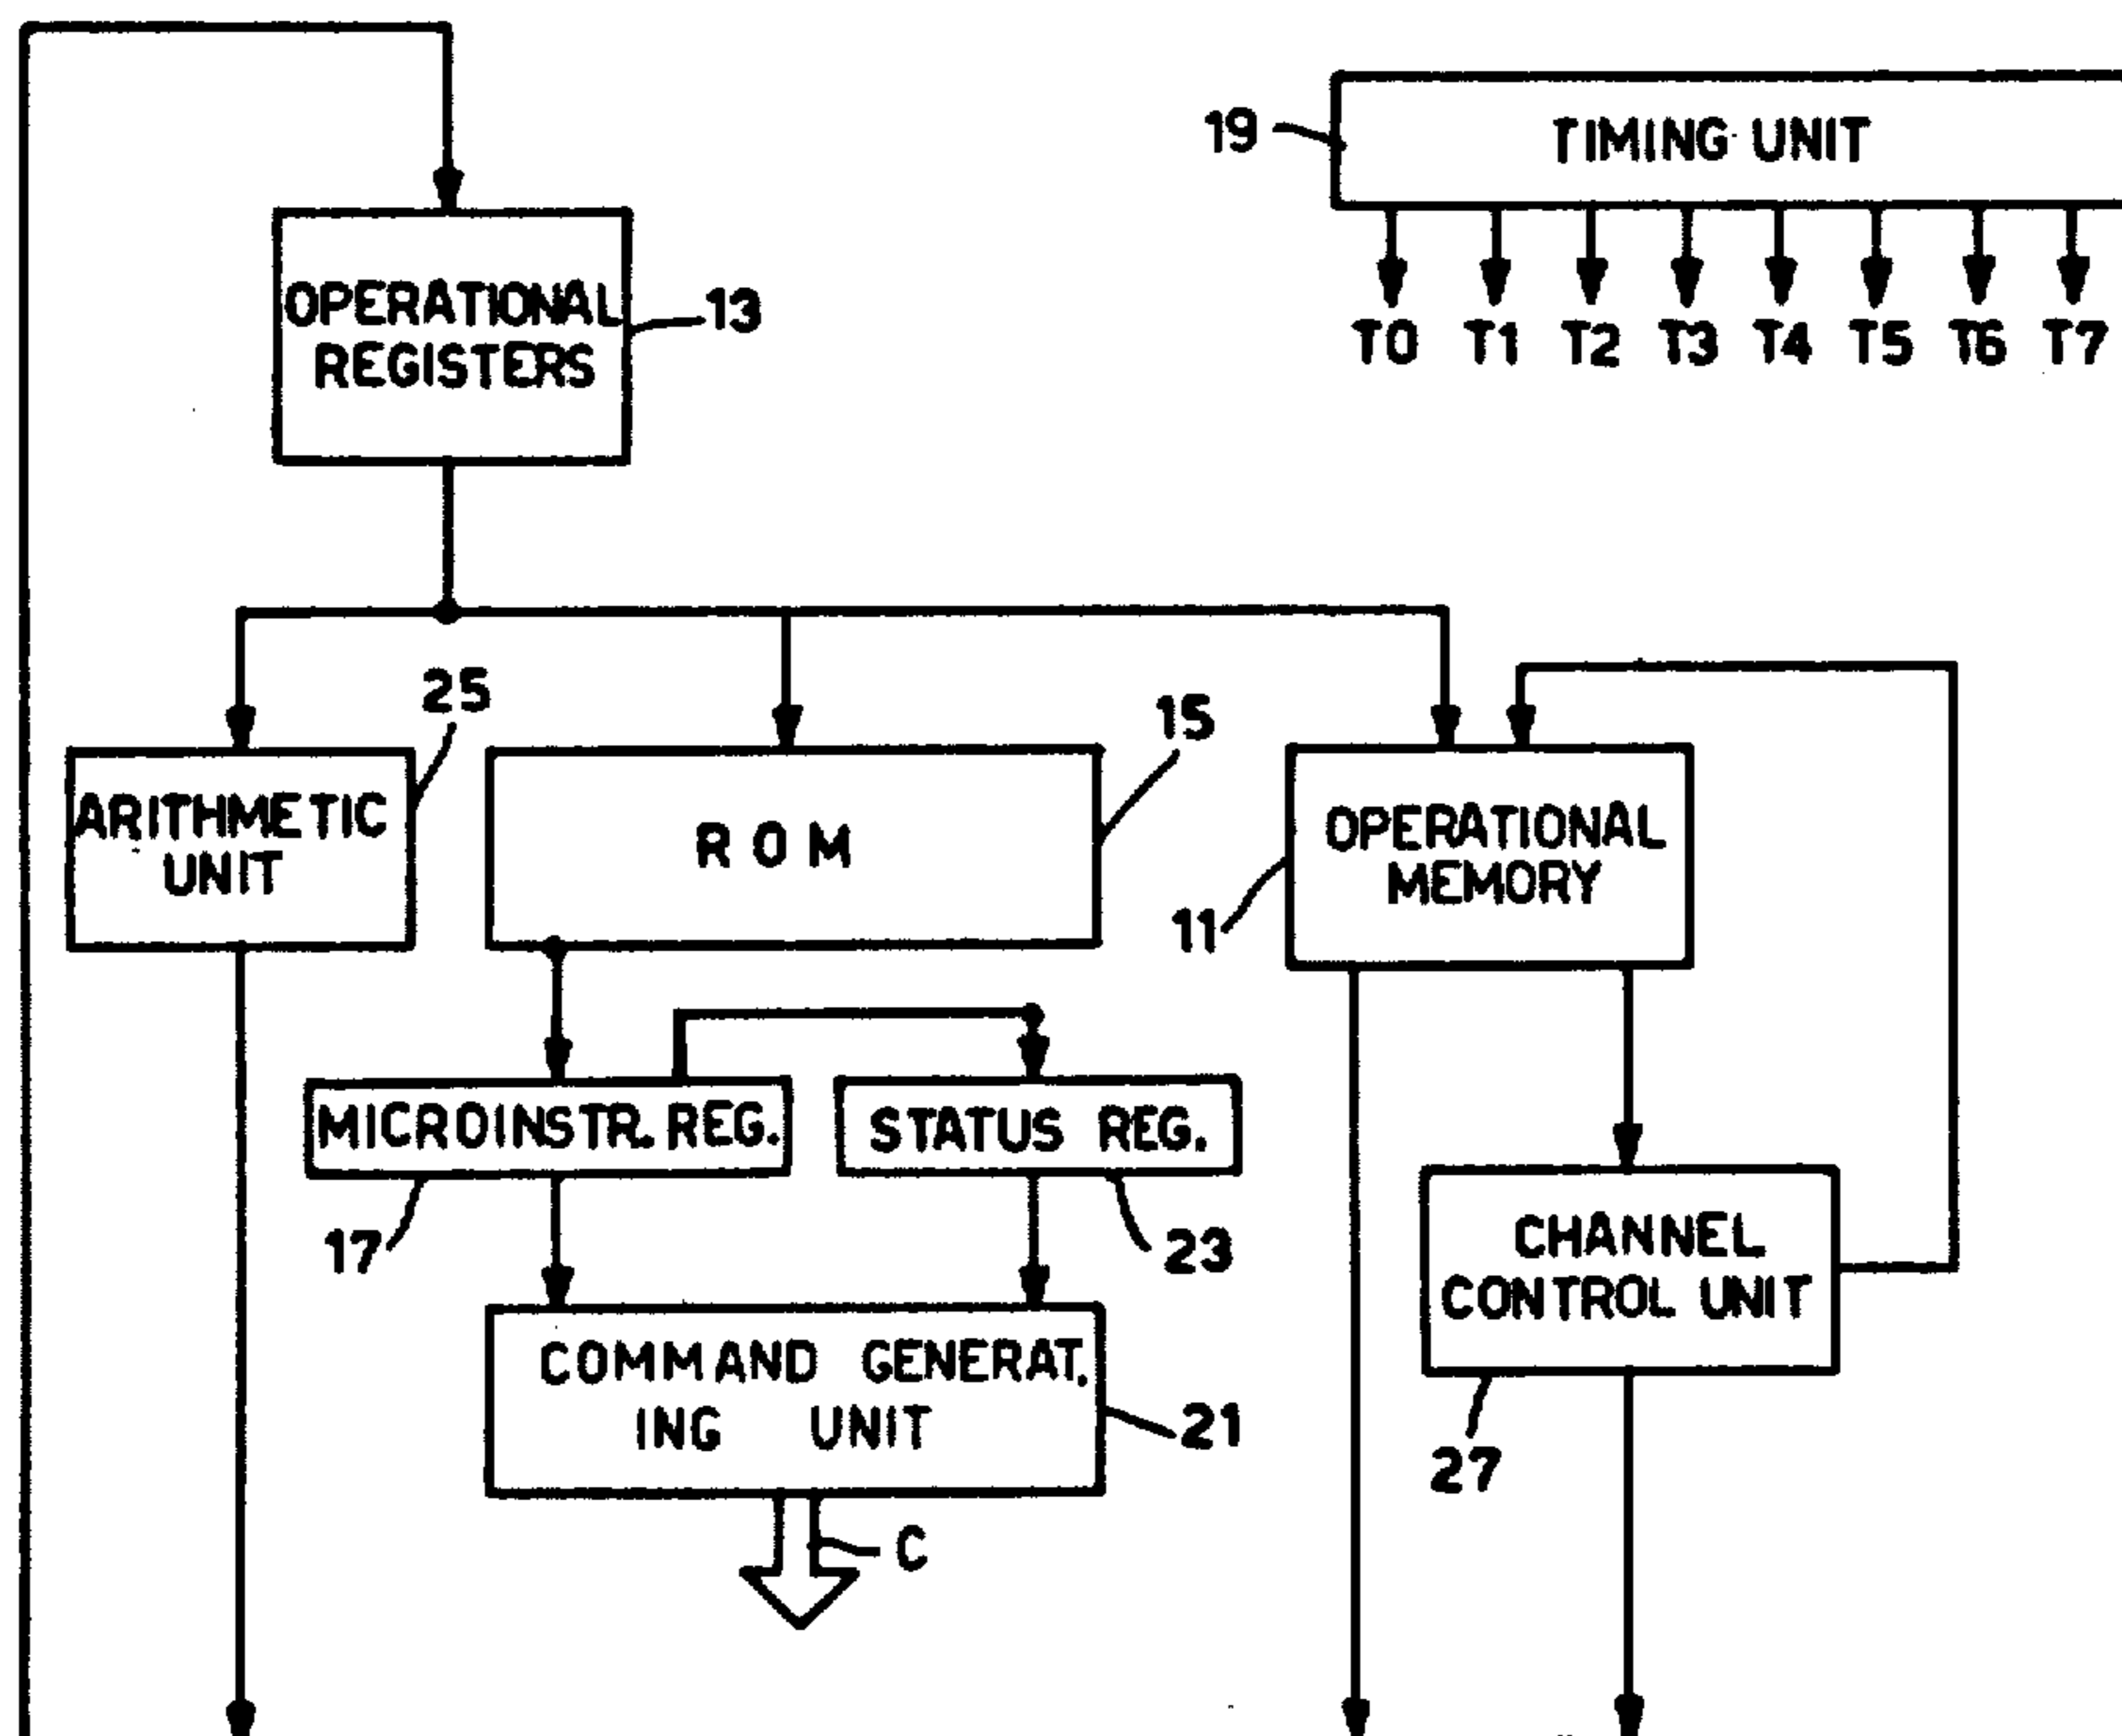 19
TIMING UNIT
OPERATIONAL
REGISTERS
13
T0 T1 T2 T3 T4 T5 T6 T7
25
15
ARITHMETIC
UNIT
ROM
OPERATIONAL
MEMORY
11
MICROINSTR. REG.
STATUS REG.
17
23
CHANNEL
CONTROL UNIT
COMMAND GENERAT.
ING UNIT
21
27
C